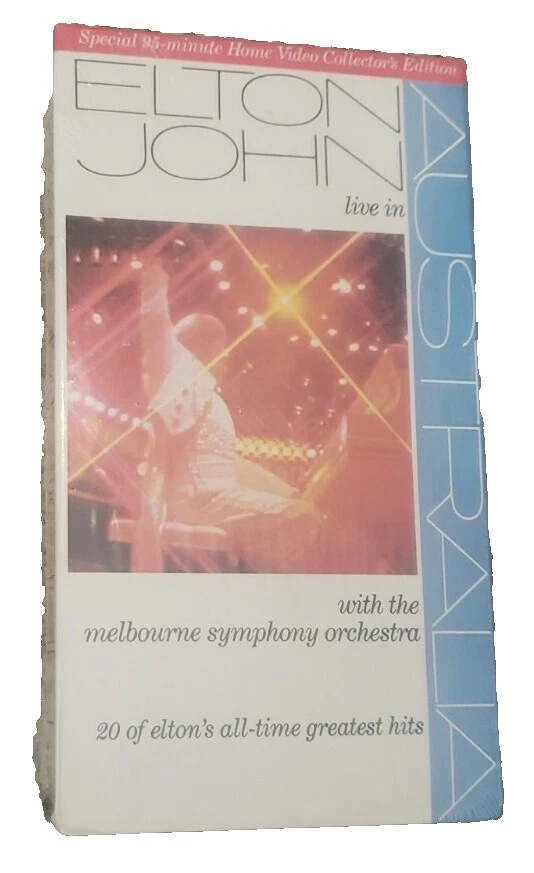 Special 95-minute Home Video Collector's Edition
ELTON
JOHN
live in
AUSTRALIA
with the
melbourne symphony orchestra
20 of elton's all-time greatest hits